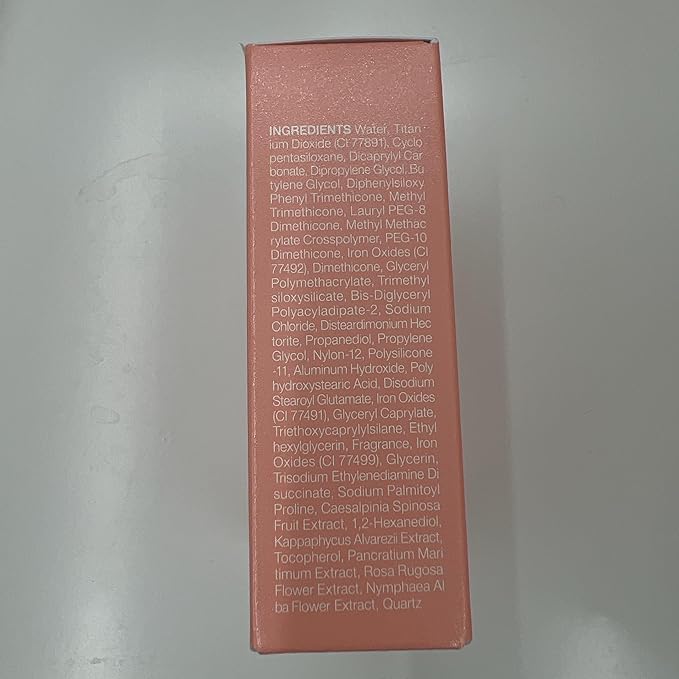 INGREDIENTS Water, Titan
ium Dioxide (CI 77891), Cyclo
pentasiloxane, Dicaprylyl Car
bonate, Dipropylene Glycol, Bu
tylene Glycol, Diphenylsiloxy
Phenyl Trimethicone, Methyl
Trimethicone, Lauryl PEG-8
Dimethicone, Methyl Methac
rylate Crosspolymer, PEG-10
Dimethicone, Iron Oxides (CI
77492), Dimethicone, Glyceryl
Polymethacrylate, Trimethyl
siloxysilicate, Bis-Diglyceryl
Polyacyladipate-2, Sodium
Chloride, Disteardimonium Hec
torite, Propanediol, Propylene
Glycol, Nylon-12, Polysilicone
-11, Aluminum Hydroxide, Poly
hydroxystearic Acid, Disodium
Stearoyl Glutamate, Iron Oxides
(CI 77491), Glyceryl Caprylate,
Triethoxycaprylylsilane, Ethyl
hexylglycerin, Fragrance, Iron
Oxides (CI 77499), Glycerin,
Trisodium Ethylenediamine Di
succinate, Sodium Palmitoyl
Proline, Caesalpinia Spinosa
Fruit Extract, 1,2-Hexanediol,
Kappaphycus Alvarezii Extract,
Tocopherol, Pancratium Mari
timum Extract, Rosa Rugosa
Flower Extract, Nymphaea Al
ba Flower Extract, Quartz